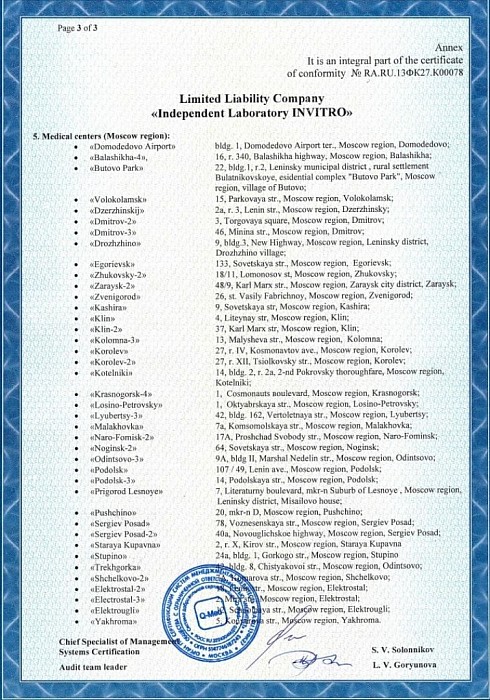 Page 3 of 3
Annex
It is an integral part of the certificate
of conformity № RA.RU.13ФК27.К00078
Limited Liability Company
«Independent Laboratory INVITRO»
5. Medical centers (Moscow region):
• «Domodedovo Airport» bldg. 1, Domodedovo Airport ter., Moscow region, Domodedovo;
• «Balashikha-4», 16, r. 340, Balashikha highway, Moscow region, Balashikha;
• «Butovo Park» 22, bldg.1, r.2, Leninsky municipal district , rural settlement
Bulatnikovskoye, esidential complex "Butovo Park", Moscow
region, village of Butovo;
• «Volokolamsk» 15, Parkovaya str., Moscow region, Volokolamsk;
• «Dzerzhinskij» 2a, r. 3, Lenin str., Moscow region, Dzerzhinsky;
• «Dmitrov-2» 3, Torgovaya square, Moscow region, Dmitrov;
• «Dmitrov-3» 46, Minina str., Moscow region, Dmitrov;
• «Drozhzhino» 9, bldg.3, New Highway, Moscow region, Leninsky district,
Drozhzhino village;
• «Egorievsk» 133, Sovetskaya str., Moscow region, Egorievsk;
• «Zhukovsky-2» 18/11, Lomonosov st, Moscow region, Zhukovsky;
• «Zaraysk-2» 48/9, Karl Marx str., Moscow region, Zaraysk city district, Zaraysk;
• «Zvenigorod» 26, st. Vasily Fabrichnoy, Moscow region, Zvenigorod;
• «Kashira» 9, Sovetskaya str, Moscow region, Kashira;
• «Klin» 4, Liteynay str, Moscow region, Klin;
• «Klin-2» 37, Karl Marx str, Moscow region, Klin;
• «Kolomna-3» 13, Malysheva str., Moscow region, Kolomna;
• «Korolev» 27, r. IV, Kosmonavtov ave., Moscow region, Korolev;
• «Korolev-2» 27, r. XII, Tsiolkovsky str., Moscow region, Korolev;
• «Kotelniki» 14, bldg. 2, r. 2a, 2-nd Pokrovsky thoroughfare, Moscow region,
Kotelniki;
• «Krasnogorsk-4» 1, Cosmonauts noulevard, Moscow region, Krasnogorsk;
• «Losino-Petrovsky» 1, Oktyabrskaya st., Moscow region, Losino-Petrovsky;
• «Lyubertsy-3» 42, bldg. 162, Vertoletnaya str., Moscow region, Lyubertsy;
• «Malakhovka» 7a, Komsomolskaya str, Moscow region, Malakhovka;
• «Naro-Fomisk-2» 17A, Proshchad Svobody str., Moscow region, Naro-Fominsk;
• «Noginsk-2» 64, Sovetskaya str., Moscow region, Noginsk;
• «Odintsovo-3» 9A, bldg II, Marshal Nedelin str., Moscow region, Odintsovo;
• «Podolsk» 107 / 49, Lenin ave., Moscow region, Podolsk;
• «Podolsk-3» 14, Podolskaya str., Moscow region, Podolsk;
• «Prigorod Lesnoye» 7, Literaturny boulevard, mkr-n Suburb of Lesnoye , Moscow region,
Leninsky district, Misailovo house;
• «Pushchino» 20, mkr-n D, Moscow region, Pushchino;
• «Sergiev Posad» 78, Voznesenskaya str., Moscow region, Sergiev Posad;
• «Sergiev Posad-2» 40a, Novouglichskoe highway, Moscow region, Sergiev Posad;
• «Staraya Kupavna» 2, r. X, Kirov str., Moscow region, Staraya Kupavna
• «Stupino» 24a, bldg. 1, Gorkogo str., Moscow region, Stupino
• «Trekhgorka» bldg. 8, Chistyakovoi str., Moscow region, Odintsovo;
• «Shchelkovo-2» str., Moscow region, Shchelkovo;
• «Elektrostal-2» str., Moscow region, Elektrostal;
• «Electostal-3» Moscow region, Elektrostal;
• «Elektrougli» str., Moscow region, Elektrougli;
• «Yakhroma» str., Moscow region, Yakhroma.
Chief Specialist of Management
Systems Certification S. V. Solonnikov
Audit team leader L. V. Goryunova
Q-Med
МОСКВА